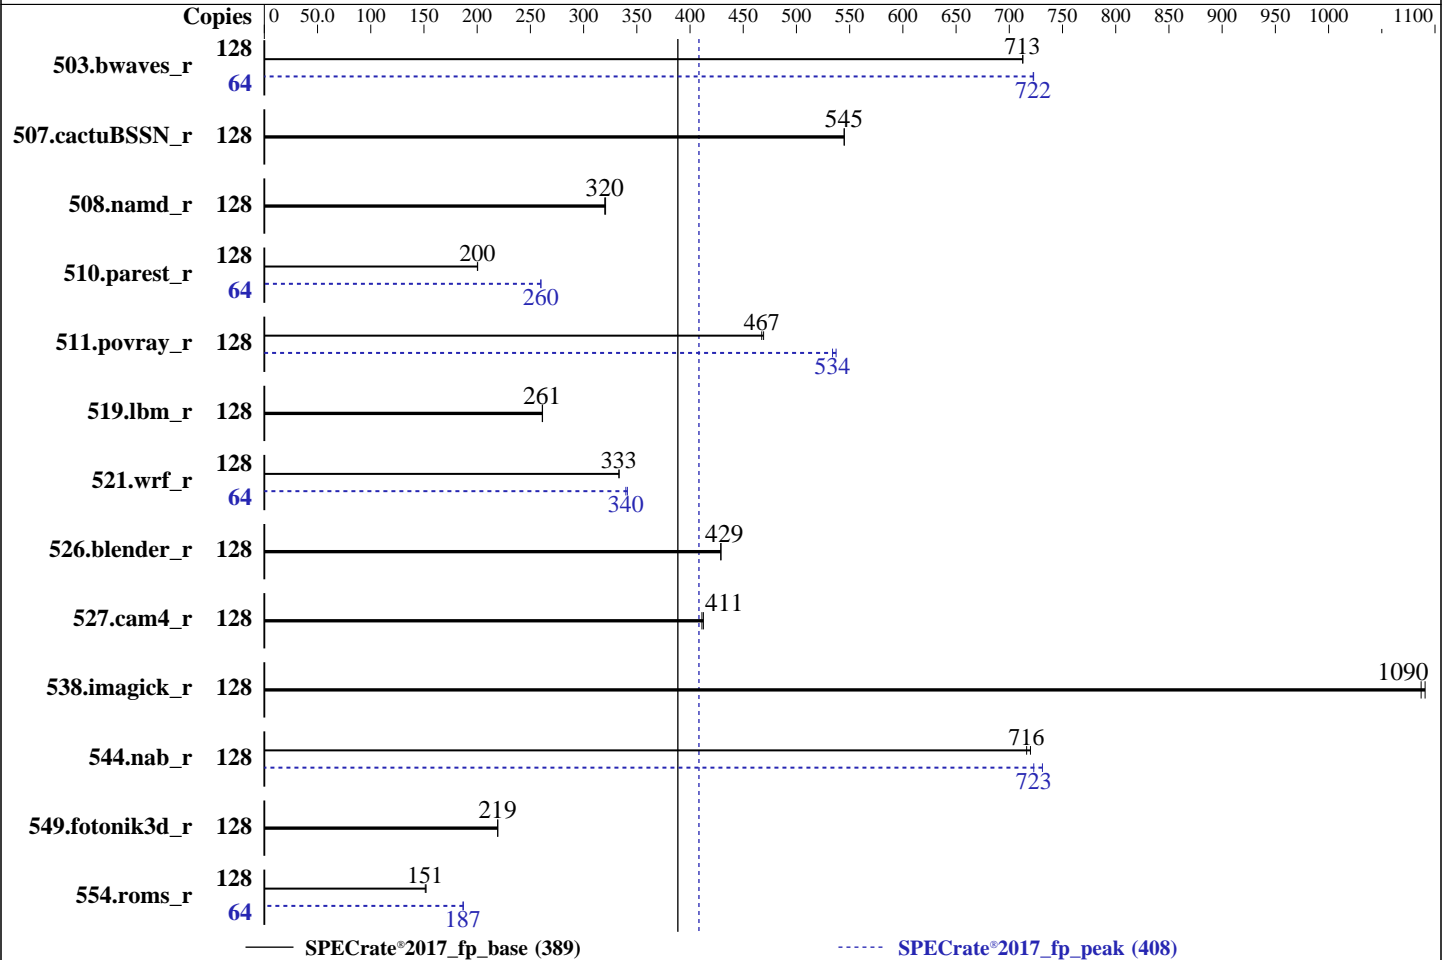 Copies 0 50.0 100 150 200 250 300 350 400 450 500 550 600 650 700 750 800 850 900 950 1000 1100
503.bwaves_r 128 713
64 722
507.cactuBSSN_r 128 545
508.namd_r 128 320
510.parest_r 128 200
64 260
511.povray_r 128 467
534
519.lbm_r 128 261
521.wrf_r 128 333
64 340
526.blender_r 128 429
527.cam4_r 128 411
538.imagick_r 128 1090
544.nab_r 128 716
723
549.fotonik3d_r 128 219
554.roms_r 128 151
64 187
SPECrate®2017_fp_base (389) SPECrate®2017_fp_peak (408)